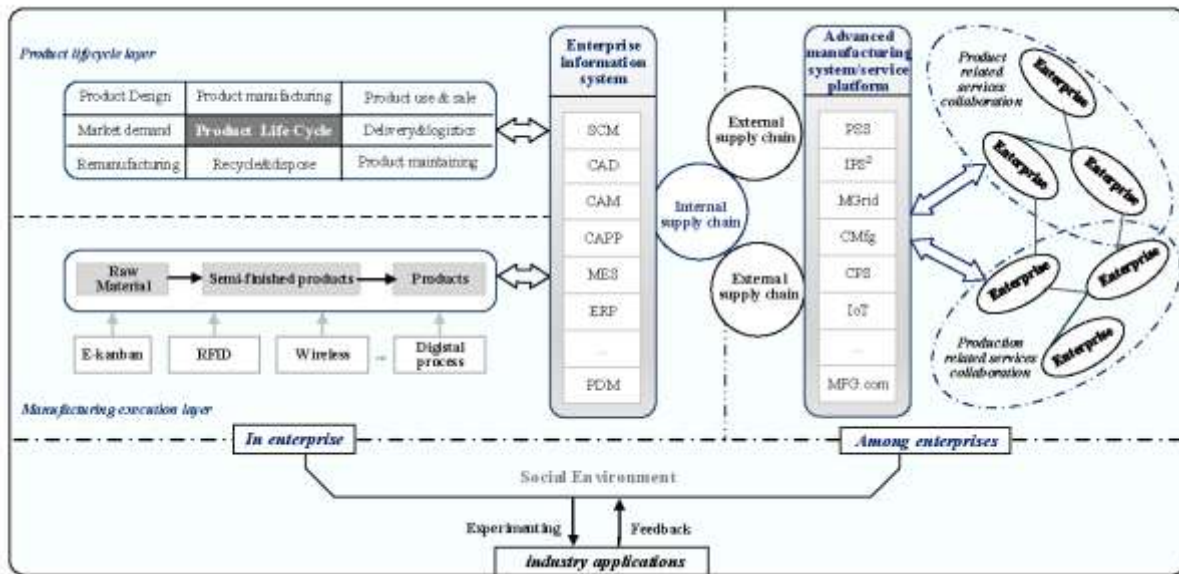 Product lifecycle layer
Product Design
Product manufacturing
Product use & sale
Market demand
Product Life Cycle
Delivery&logistics
Remanufacturing
Recycle&dispose
Product maintaining
Raw
Material
Semi-finished products
Products
E-kanban
RFID
Wireless
...
Digistal
process
Manufacturing execution layer
Enterprise
information
system
SCM
CAD
CAM
CAPP
MES
ERP
...
PDM
External
supply chain
Internal
supply chain
External
supply chain
Advanced
manufacturing
system/service
platform
PSS
IPS²
MGrid
CMfg
CPS
IoT
...
MFG.com
Product
related
services
collaboration
Enterprise
Enterprise
Enterprise
Enterprise
Enterprise
Enterprise
Production
related services
collaboration
In enterprise
Among enterprises
Social Environment
Experimenting
Feedback
industry applications